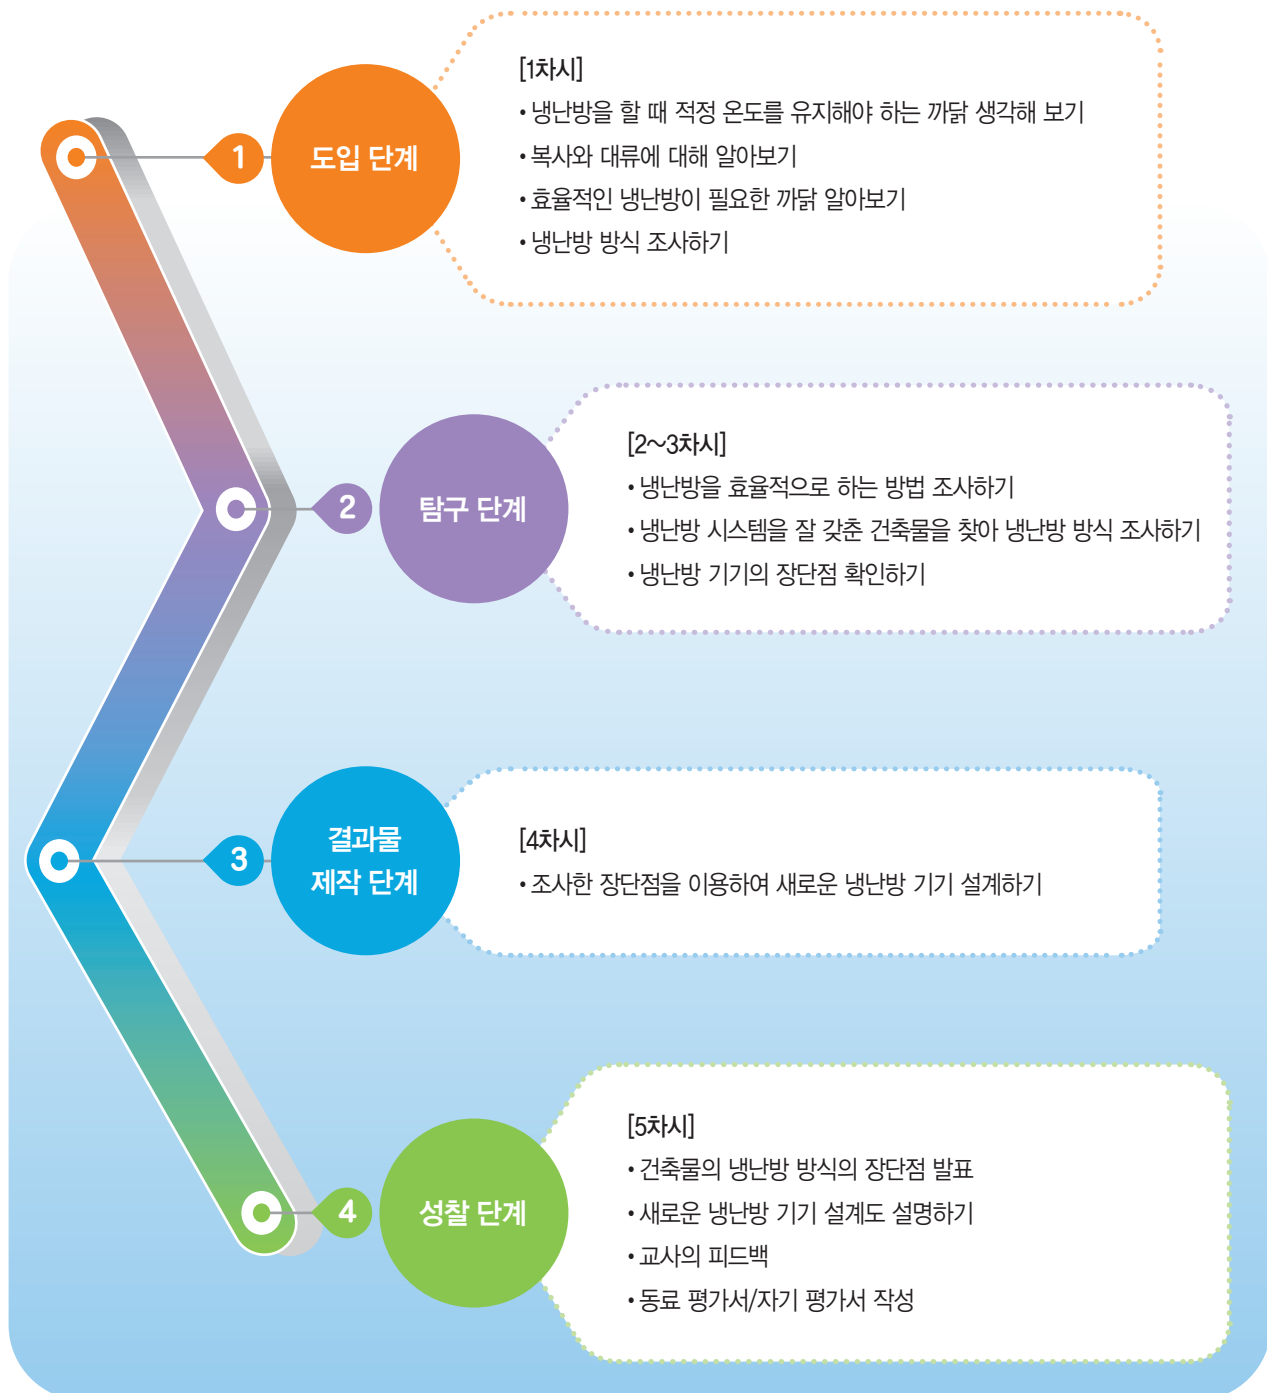 1
도입 단계
[1차시]
• 냉난방을 할 때 적정 온도를 유지해야 하는 까닭 생각해 보기
• 복사와 대류에 대해 알아보기
• 효율적인 냉난방이 필요한 까닭 알아보기
• 냉난방 방식 조사하기
2
탐구 단계
[2~3차시]
• 냉난방을 효율적으로 하는 방법 조사하기
• 냉난방 시스템을 잘 갖춘 건축물을 찾아 냉난방 방식 조사하기
• 냉난방 기기의 장단점 확인하기
3
결과물
제작 단계
[4차시]
• 조사한 장단점을 이용하여 새로운 냉난방 기기 설계하기
4
성찰 단계
[5차시]
• 건축물의 냉난방 방식의 장단점 발표
• 새로운 냉난방 기기 설계도 설명하기
• 교사의 피드백
• 동료 평가서/자기 평가서 작성